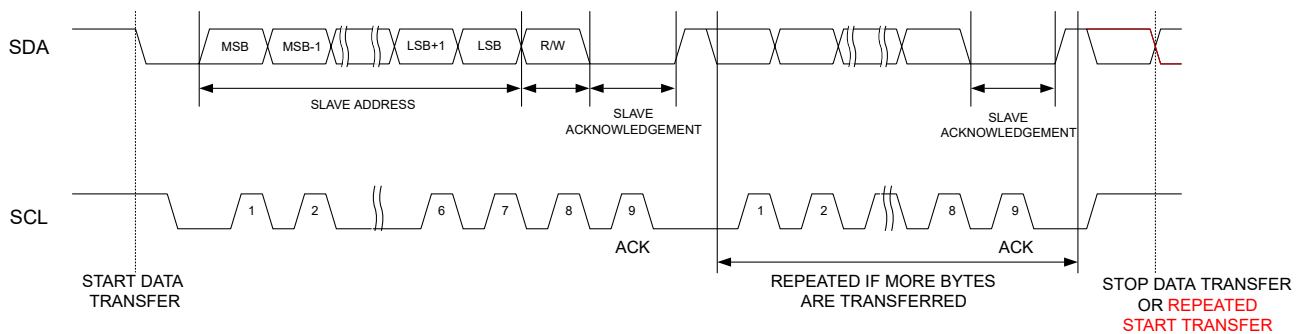 SDA
MSB
MSB-1
LSB+1
LSB
R/W
SLAVE ADDRESS
SLAVE
ACKNOWLEDGEMENT
SLAVE
ACKNOWLEDGEMENT
SCL
1
2
6
7
8
9
1
2
8
9
ACK
ACK
START DATA
TRANSFER
REPEATED IF MORE BYTES
ARE TRANSFERRED
STOP DATA TRANSFER
OR REPEATED
START TRANSFER